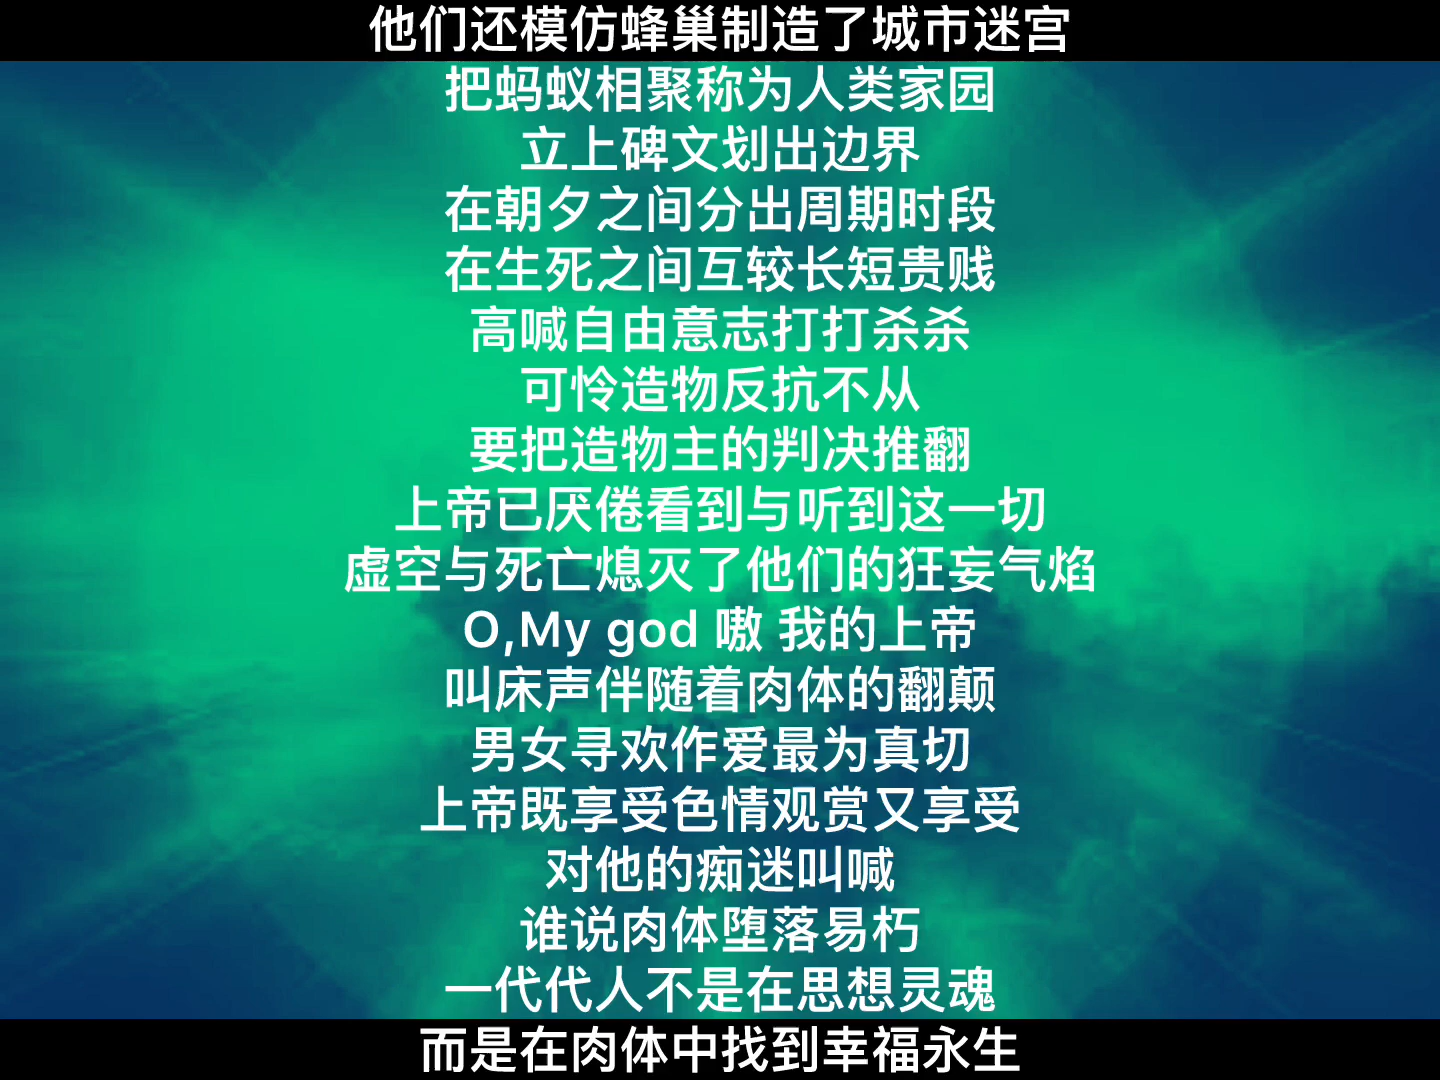 他们还模仿蜂巢制造了城市迷宫
把蚂蚁相聚称为人类家园
立上碑文划出边界
在朝夕之间分出周期时段
在生死之间互较长短贵贱
高喊自由意志打打杀杀
可怜造物反抗不从
要把造物主的判决推翻
上帝已厌倦看到与听到这一切
虚空与死亡熄灭了他们的狂妄气焰
O,My god 嗷 我的上帝
叫床声伴随着肉体的翻颠
男女寻欢作爱最为真切
上帝既享受色情观赏又享受
对他的痴迷叫喊
谁说肉体堕落易朽
一代代人不是在思想灵魂
而是在肉体中找到幸福永生